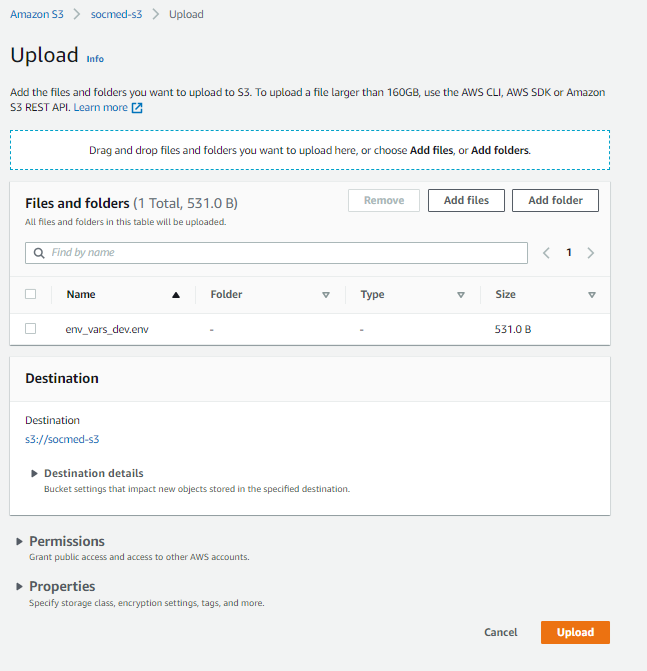 Amazon S3 > socmed-s3 > Upload
Upload Info
Add the files and folders you want to upload to S3. To upload a file larger than 160GB, use the AWS CLI, AWS SDK or Amazon
S3 REST API. Learn more
Drag and drop files and folders you want to upload here, or choose Add files, or Add folders.
Files and folders (1 Total, 531.0 B)
Remove Add files Add folder
All files and folders in this table will be uploaded.
Find by name < 1 >
Name Folder Type Size
env_vars_dev.env - - 531.0 B
Destination
Destination
s3://socmed-s3
Destination details
Bucket settings that impact new objects stored in the specified destination.
Permissions
Grant public access and access to other AWS accounts.
Properties
Specify storage class, encryption settings, tags, and more.
Cancel Upload